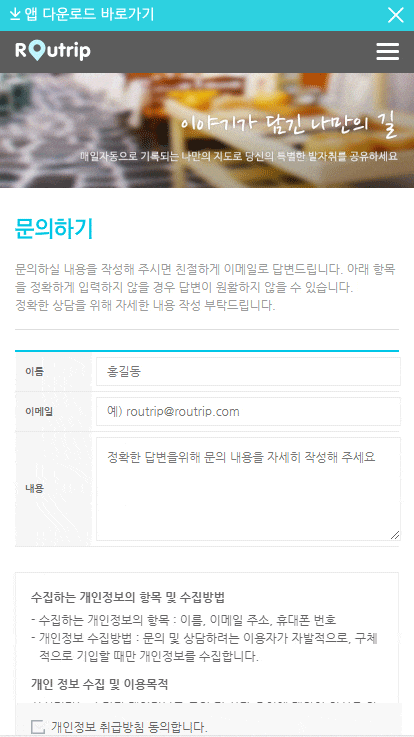 앱 다운로드 바로가기
Routrip
이야기가 담긴 나만의 길
매일자동으로 기록되는 나만의 지도로 당신의 특별한 발자취를 공유하세요
문의하기
문의하실 내용을 작성해 주시면 친절하게 이메일로 답변드립니다. 아래 항목
을 정확하게 입력하지 않을 경우 답변이 원활하지 않을 수 있습니다.
정확한 상담을 위해 자세한 내용 작성 부탁드립니다.
이름
홍길동
이메일
예) routrip@routrip.com
내용
정확한 답변을위해 문의 내용을 자세히 작성해 주세요
수집하는 개인정보의 항목 및 수집방법
- 수집하는 개인정보의 항목 : 이름, 이메일 주소, 휴대폰 번호
- 개인정보 수집방법 : 문의 및 상담하려는 이용자가 자발적으로, 구체
적으로 기입할 때만 개인정보를 수집합니다.
개인 정보 수집 및 이용목적
개인정보 취급방침 동의합니다.